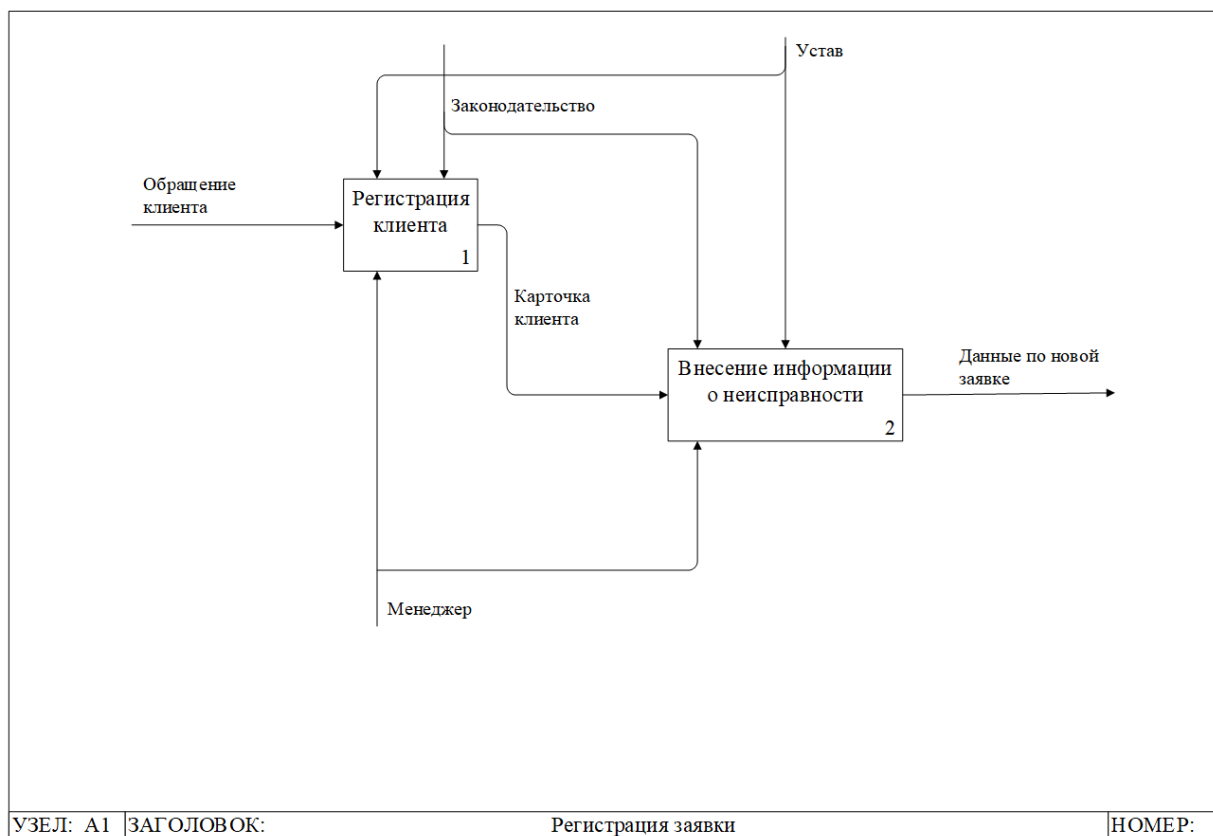 Устав
Законодательство
Обращение
клиента
Регистрация
клиента
1
Карточка
клиента
Внесение информации
о неисправности
2
Данные по новой
заявке
Менеджер
УЗЕЛ: А1 ЗАГОЛОВОК: Регистрация заявки НОМЕР: